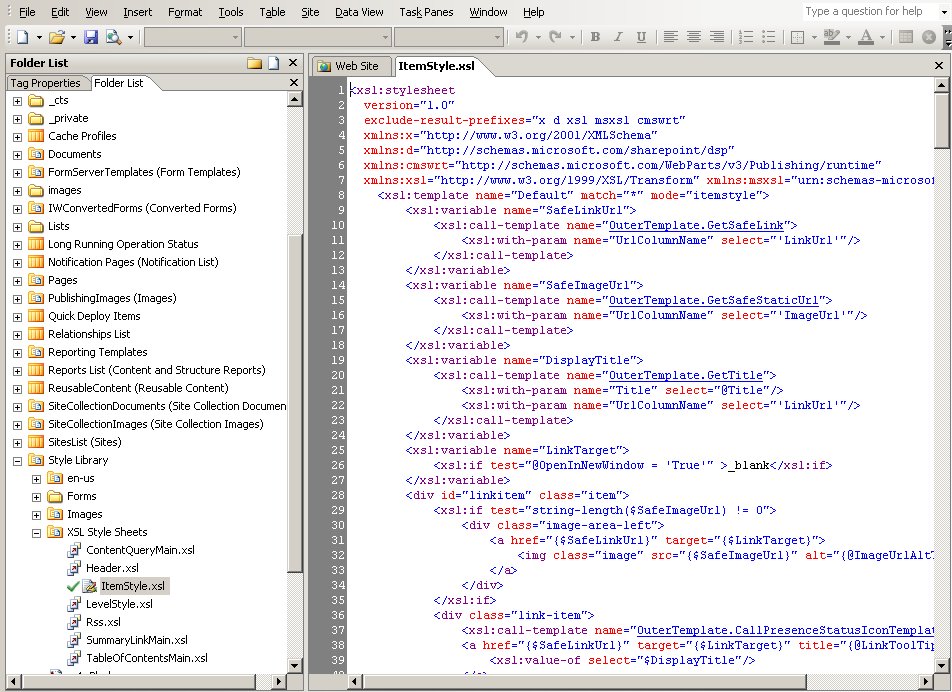 File Edit View Insert Format Tools Table Site Data View Task Panes Window Help Type a question for help
B I U A
Folder List
Tag Properties Folder List
_cts
_private
Cache Profiles
Documents
FormServerTemplates (Form Templates)
images
IWConvertedForms (Converted Forms)
Lists
Long Running Operation Status
Notification Pages (Notification List)
Pages
PublishingImages (Images)
Quick Deploy Items
Relationships List
Reporting Templates
Reports List (Content and Structure Reports)
ReusableContent (Reusable Content)
SiteCollectionDocuments (Site Collection Documen
SiteCollectionImages (Site Collection Images)
SitesList (Sites)
Style Library
en-us
Forms
Images
XSL Style Sheets
ContentQueryMain.xsl
Header.xsl
ItemStyle.xsl
LevelStyle.xsl
Rss.xsl
SummaryLinkMain.xsl
TableOfContentsMain.xsl
Web Site ItemStyle.xsl
1 <xsl:stylesheet
2 version="1.0"
3 exclude-result-prefixes="x d xsl msxsl cmswrt"
4 xmlns:x="http://www.w3.org/2001/XMLSchema"
5 xmlns:d="http://schemas.microsoft.com/sharepoint/dsp"
6 xmlns:cmswrt="http://schemas.microsoft.com/WebParts/v3/Publishing/runtime"
7 xmlns:xsl="http://www.w3.org/1999/XSL/Transform" xmlns:msxsl="urn:schemas-microsof
8 <xsl:template name="Default" match="*" mode="itemstyle">
9 <xsl:variable name="SafeLinkUrl">
10 <xsl:call-template name="OuterTemplate.GetSafeLink">
11 <xsl:with-param name="UrlColumnName" select="'LinkUrl'"/>
12 </xsl:call-template>
13 </xsl:variable>
14 <xsl:variable name="SafeImageUrl">
15 <xsl:call-template name="OuterTemplate.GetSafeStaticUrl">
16 <xsl:with-param name="UrlColumnName" select="'ImageUrl'"/>
17 </xsl:call-template>
18 </xsl:variable>
19 <xsl:variable name="DisplayTitle">
20 <xsl:call-template name="OuterTemplate.GetTitle">
21 <xsl:with-param name="Title" select="@Title"/>
22 <xsl:with-param name="UrlColumnName" select="'LinkUrl'"/>
23 </xsl:call-template>
24 </xsl:variable>
25 <xsl:variable name="LinkTarget">
26 <xsl:if test="@OpenInNewWindow = 'True'" >_blank</xsl:if>
27 </xsl:variable>
28 <div id="linkitem" class="item">
29 <xsl:if test="string-length($SafeImageUrl) != 0">
30 <div class="image-area-left">
31 <a href="{$SafeLinkUrl}" target="{$LinkTarget}">
32 <img class="image" src="{$SafeImageUrl}" alt="{@ImageUrlAltT
33 </a>
34 </div>
35 </xsl:if>
36 <div class="link-item">
37 <xsl:call-template name="OuterTemplate.CallPresenceStatusIconTemplat
38 <a href="{$SafeLinkUrl}" target="{$LinkTarget}" title="{@LinkToolTip
39 <xsl:value-of select="$DisplayTitle"/>